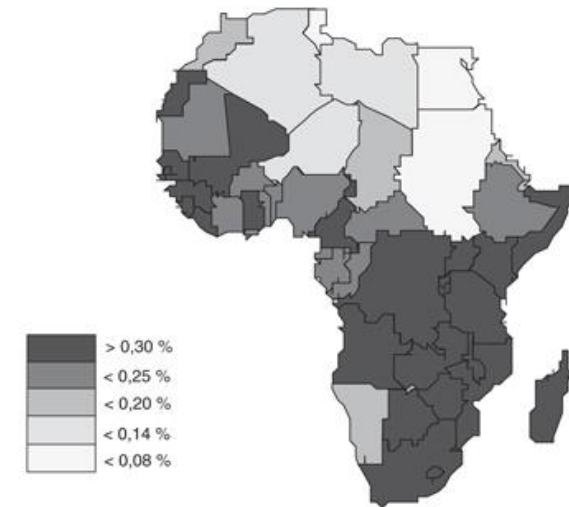 > 0,30 %
< 0,25 %
< 0,20 %
< 0,14 %
< 0,08 %